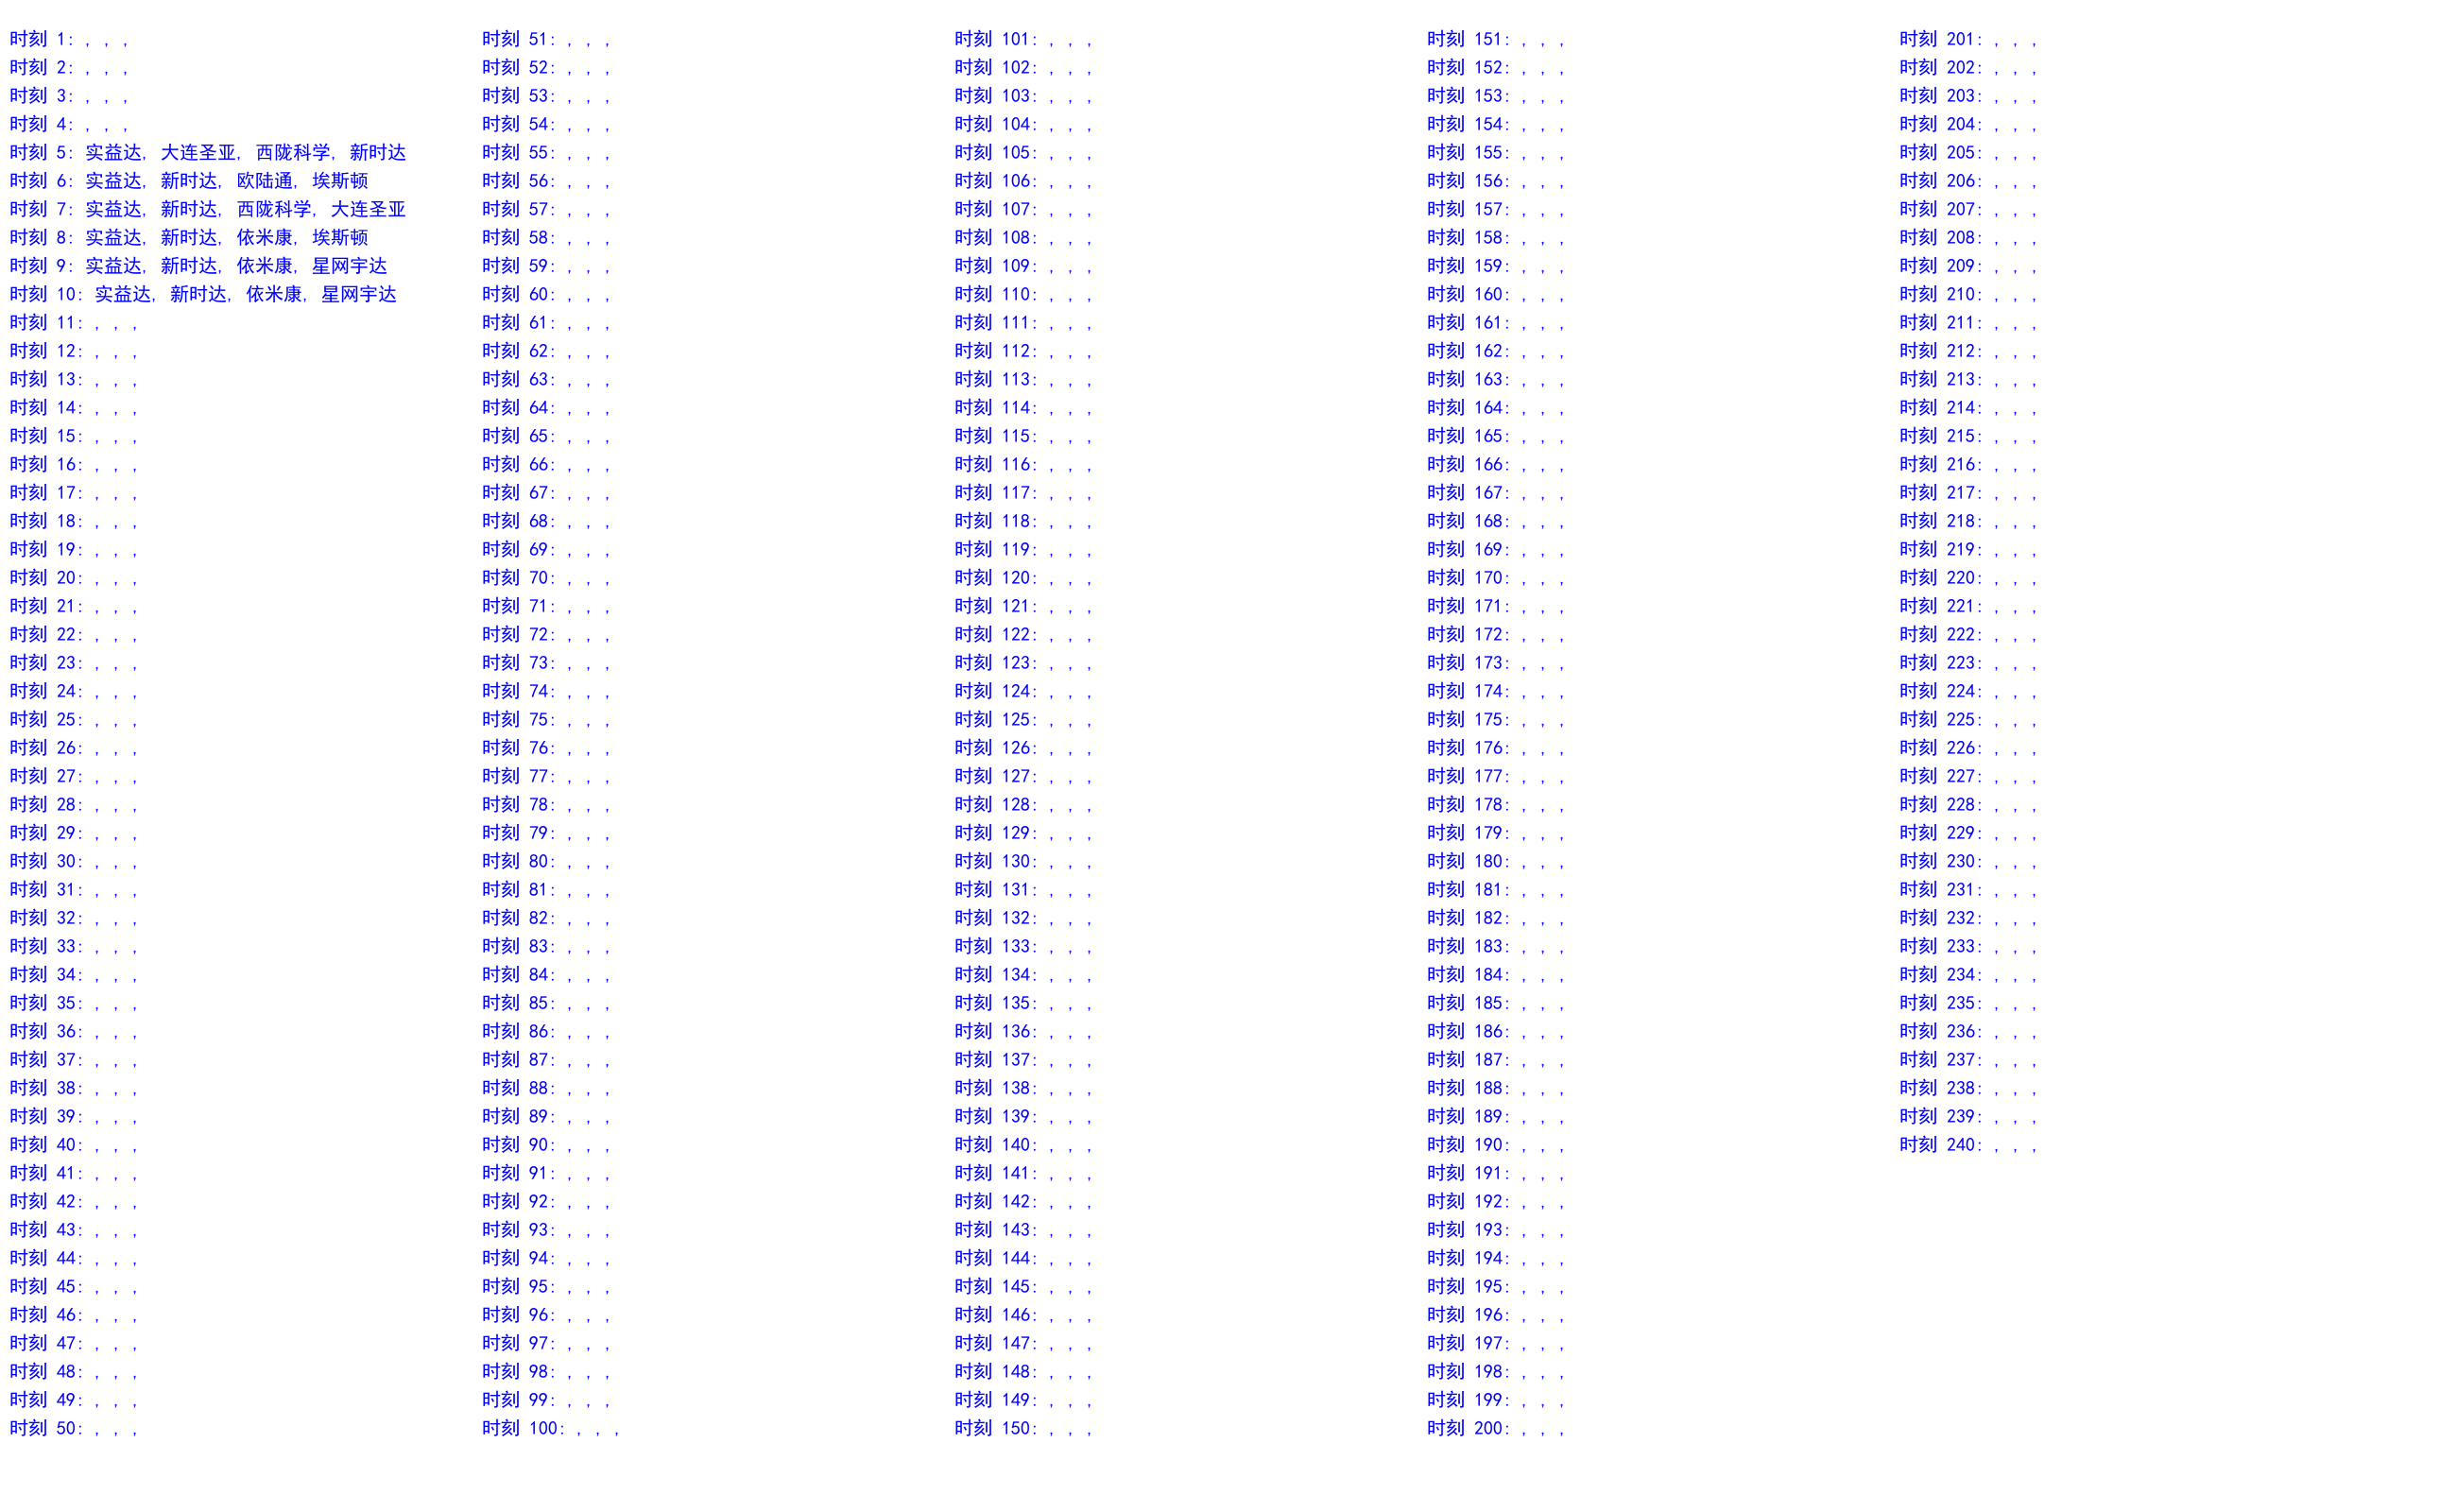 时刻 1: , , ,
时刻 2: , , ,
时刻 3: , , ,
时刻 4: , , ,
时刻 5: 实益达, 大连圣亚, 西陇科学, 新时达
时刻 6: 实益达, 新时达, 欧陆通, 埃斯顿
时刻 7: 实益达, 新时达, 西陇科学, 大连圣亚
时刻 8: 实益达, 新时达, 依米康, 埃斯顿
时刻 9: 实益达, 新时达, 依米康, 星网宇达
时刻 10: 实益达, 新时达, 依米康, 星网宇达
时刻 11: , , ,
时刻 12: , , ,
时刻 13: , , ,
时刻 14: , , ,
时刻 15: , , ,
时刻 16: , , ,
时刻 17: , , ,
时刻 18: , , ,
时刻 19: , , ,
时刻 20: , , ,
时刻 21: , , ,
时刻 22: , , ,
时刻 23: , , ,
时刻 24: , , ,
时刻 25: , , ,
时刻 26: , , ,
时刻 27: , , ,
时刻 28: , , ,
时刻 29: , , ,
时刻 30: , , ,
时刻 31: , , ,
时刻 32: , , ,
时刻 33: , , ,
时刻 34: , , ,
时刻 35: , , ,
时刻 36: , , ,
时刻 37: , , ,
时刻 38: , , ,
时刻 39: , , ,
时刻 40: , , ,
时刻 41: , , ,
时刻 42: , , ,
时刻 43: , , ,
时刻 44: , , ,
时刻 45: , , ,
时刻 46: , , ,
时刻 47: , , ,
时刻 48: , , ,
时刻 49: , , ,
时刻 50: , , ,
时刻 51: , , ,
时刻 52: , , ,
时刻 53: , , ,
时刻 54: , , ,
时刻 55: , , ,
时刻 56: , , ,
时刻 57: , , ,
时刻 58: , , ,
时刻 59: , , ,
时刻 60: , , ,
时刻 61: , , ,
时刻 62: , , ,
时刻 63: , , ,
时刻 64: , , ,
时刻 65: , , ,
时刻 66: , , ,
时刻 67: , , ,
时刻 68: , , ,
时刻 69: , , ,
时刻 70: , , ,
时刻 71: , , ,
时刻 72: , , ,
时刻 73: , , ,
时刻 74: , , ,
时刻 75: , , ,
时刻 76: , , ,
时刻 77: , , ,
时刻 78: , , ,
时刻 79: , , ,
时刻 80: , , ,
时刻 81: , , ,
时刻 82: , , ,
时刻 83: , , ,
时刻 84: , , ,
时刻 85: , , ,
时刻 86: , , ,
时刻 87: , , ,
时刻 88: , , ,
时刻 89: , , ,
时刻 90: , , ,
时刻 91: , , ,
时刻 92: , , ,
时刻 93: , , ,
时刻 94: , , ,
时刻 95: , , ,
时刻 96: , , ,
时刻 97: , , ,
时刻 98: , , ,
时刻 99: , , ,
时刻 100: , , ,
时刻 101: , , ,
时刻 102: , , ,
时刻 103: , , ,
时刻 104: , , ,
时刻 105: , , ,
时刻 106: , , ,
时刻 107: , , ,
时刻 108: , , ,
时刻 109: , , ,
时刻 110: , , ,
时刻 111: , , ,
时刻 112: , , ,
时刻 113: , , ,
时刻 114: , , ,
时刻 115: , , ,
时刻 116: , , ,
时刻 117: , , ,
时刻 118: , , ,
时刻 119: , , ,
时刻 120: , , ,
时刻 121: , , ,
时刻 122: , , ,
时刻 123: , , ,
时刻 124: , , ,
时刻 125: , , ,
时刻 126: , , ,
时刻 127: , , ,
时刻 128: , , ,
时刻 129: , , ,
时刻 130: , , ,
时刻 131: , , ,
时刻 132: , , ,
时刻 133: , , ,
时刻 134: , , ,
时刻 135: , , ,
时刻 136: , , ,
时刻 137: , , ,
时刻 138: , , ,
时刻 139: , , ,
时刻 140: , , ,
时刻 141: , , ,
时刻 142: , , ,
时刻 143: , , ,
时刻 144: , , ,
时刻 145: , , ,
时刻 146: , , ,
时刻 147: , , ,
时刻 148: , , ,
时刻 149: , , ,
时刻 150: , , ,
时刻 151: , , ,
时刻 152: , , ,
时刻 153: , , ,
时刻 154: , , ,
时刻 155: , , ,
时刻 156: , , ,
时刻 157: , , ,
时刻 158: , , ,
时刻 159: , , ,
时刻 160: , , ,
时刻 161: , , ,
时刻 162: , , ,
时刻 163: , , ,
时刻 164: , , ,
时刻 165: , , ,
时刻 166: , , ,
时刻 167: , , ,
时刻 168: , , ,
时刻 169: , , ,
时刻 170: , , ,
时刻 171: , , ,
时刻 172: , , ,
时刻 173: , , ,
时刻 174: , , ,
时刻 175: , , ,
时刻 176: , , ,
时刻 177: , , ,
时刻 178: , , ,
时刻 179: , , ,
时刻 180: , , ,
时刻 181: , , ,
时刻 182: , , ,
时刻 183: , , ,
时刻 184: , , ,
时刻 185: , , ,
时刻 186: , , ,
时刻 187: , , ,
时刻 188: , , ,
时刻 189: , , ,
时刻 190: , , ,
时刻 191: , , ,
时刻 192: , , ,
时刻 193: , , ,
时刻 194: , , ,
时刻 195: , , ,
时刻 196: , , ,
时刻 197: , , ,
时刻 198: , , ,
时刻 199: , , ,
时刻 200: , , ,
时刻 201: , , ,
时刻 202: , , ,
时刻 203: , , ,
时刻 204: , , ,
时刻 205: , , ,
时刻 206: , , ,
时刻 207: , , ,
时刻 208: , , ,
时刻 209: , , ,
时刻 210: , , ,
时刻 211: , , ,
时刻 212: , , ,
时刻 213: , , ,
时刻 214: , , ,
时刻 215: , , ,
时刻 216: , , ,
时刻 217: , , ,
时刻 218: , , ,
时刻 219: , , ,
时刻 220: , , ,
时刻 221: , , ,
时刻 222: , , ,
时刻 223: , , ,
时刻 224: , , ,
时刻 225: , , ,
时刻 226: , , ,
时刻 227: , , ,
时刻 228: , , ,
时刻 229: , , ,
时刻 230: , , ,
时刻 231: , , ,
时刻 232: , , ,
时刻 233: , , ,
时刻 234: , , ,
时刻 235: , , ,
时刻 236: , , ,
时刻 237: , , ,
时刻 238: , , ,
时刻 239: , , ,
时刻 240: , , ,